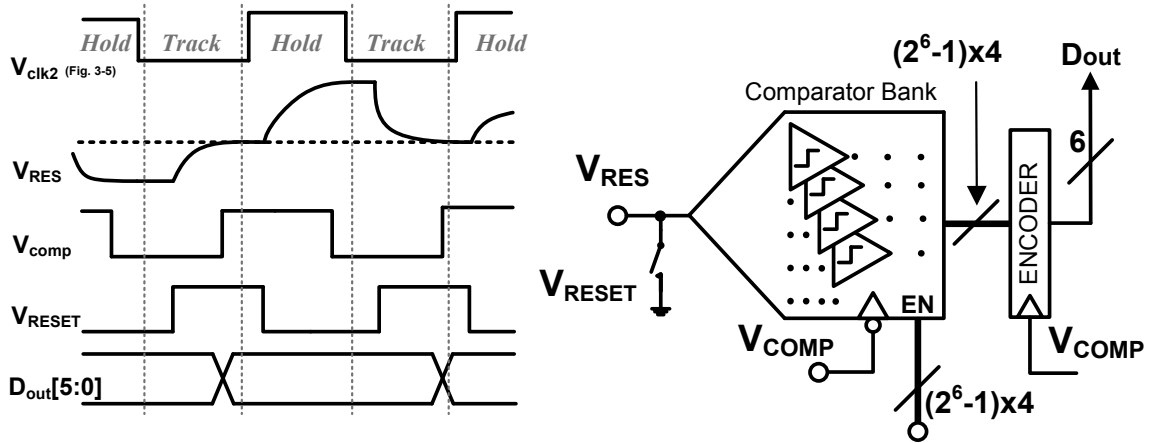 Hold Track Hold Track Hold
Vclk2 (Fig. 3-5)
VRES
Vcomp
VRESET
Dout[5:0]
(2^6-1)x4
Dout
Comparator Bank
6
VRES
ENCODER
VRESET
EN
VCOMP
VCOMP
(2^6-1)x4